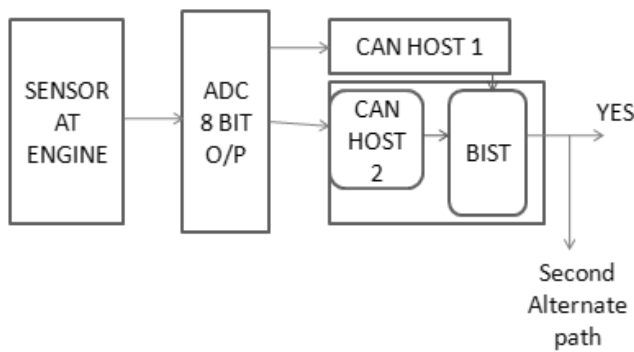 SENSOR
AT
ENGINE
ADC
8 BIT
O/P
CAN HOST 1
CAN
HOST
2
BIST
YES
Second
Alternate
path